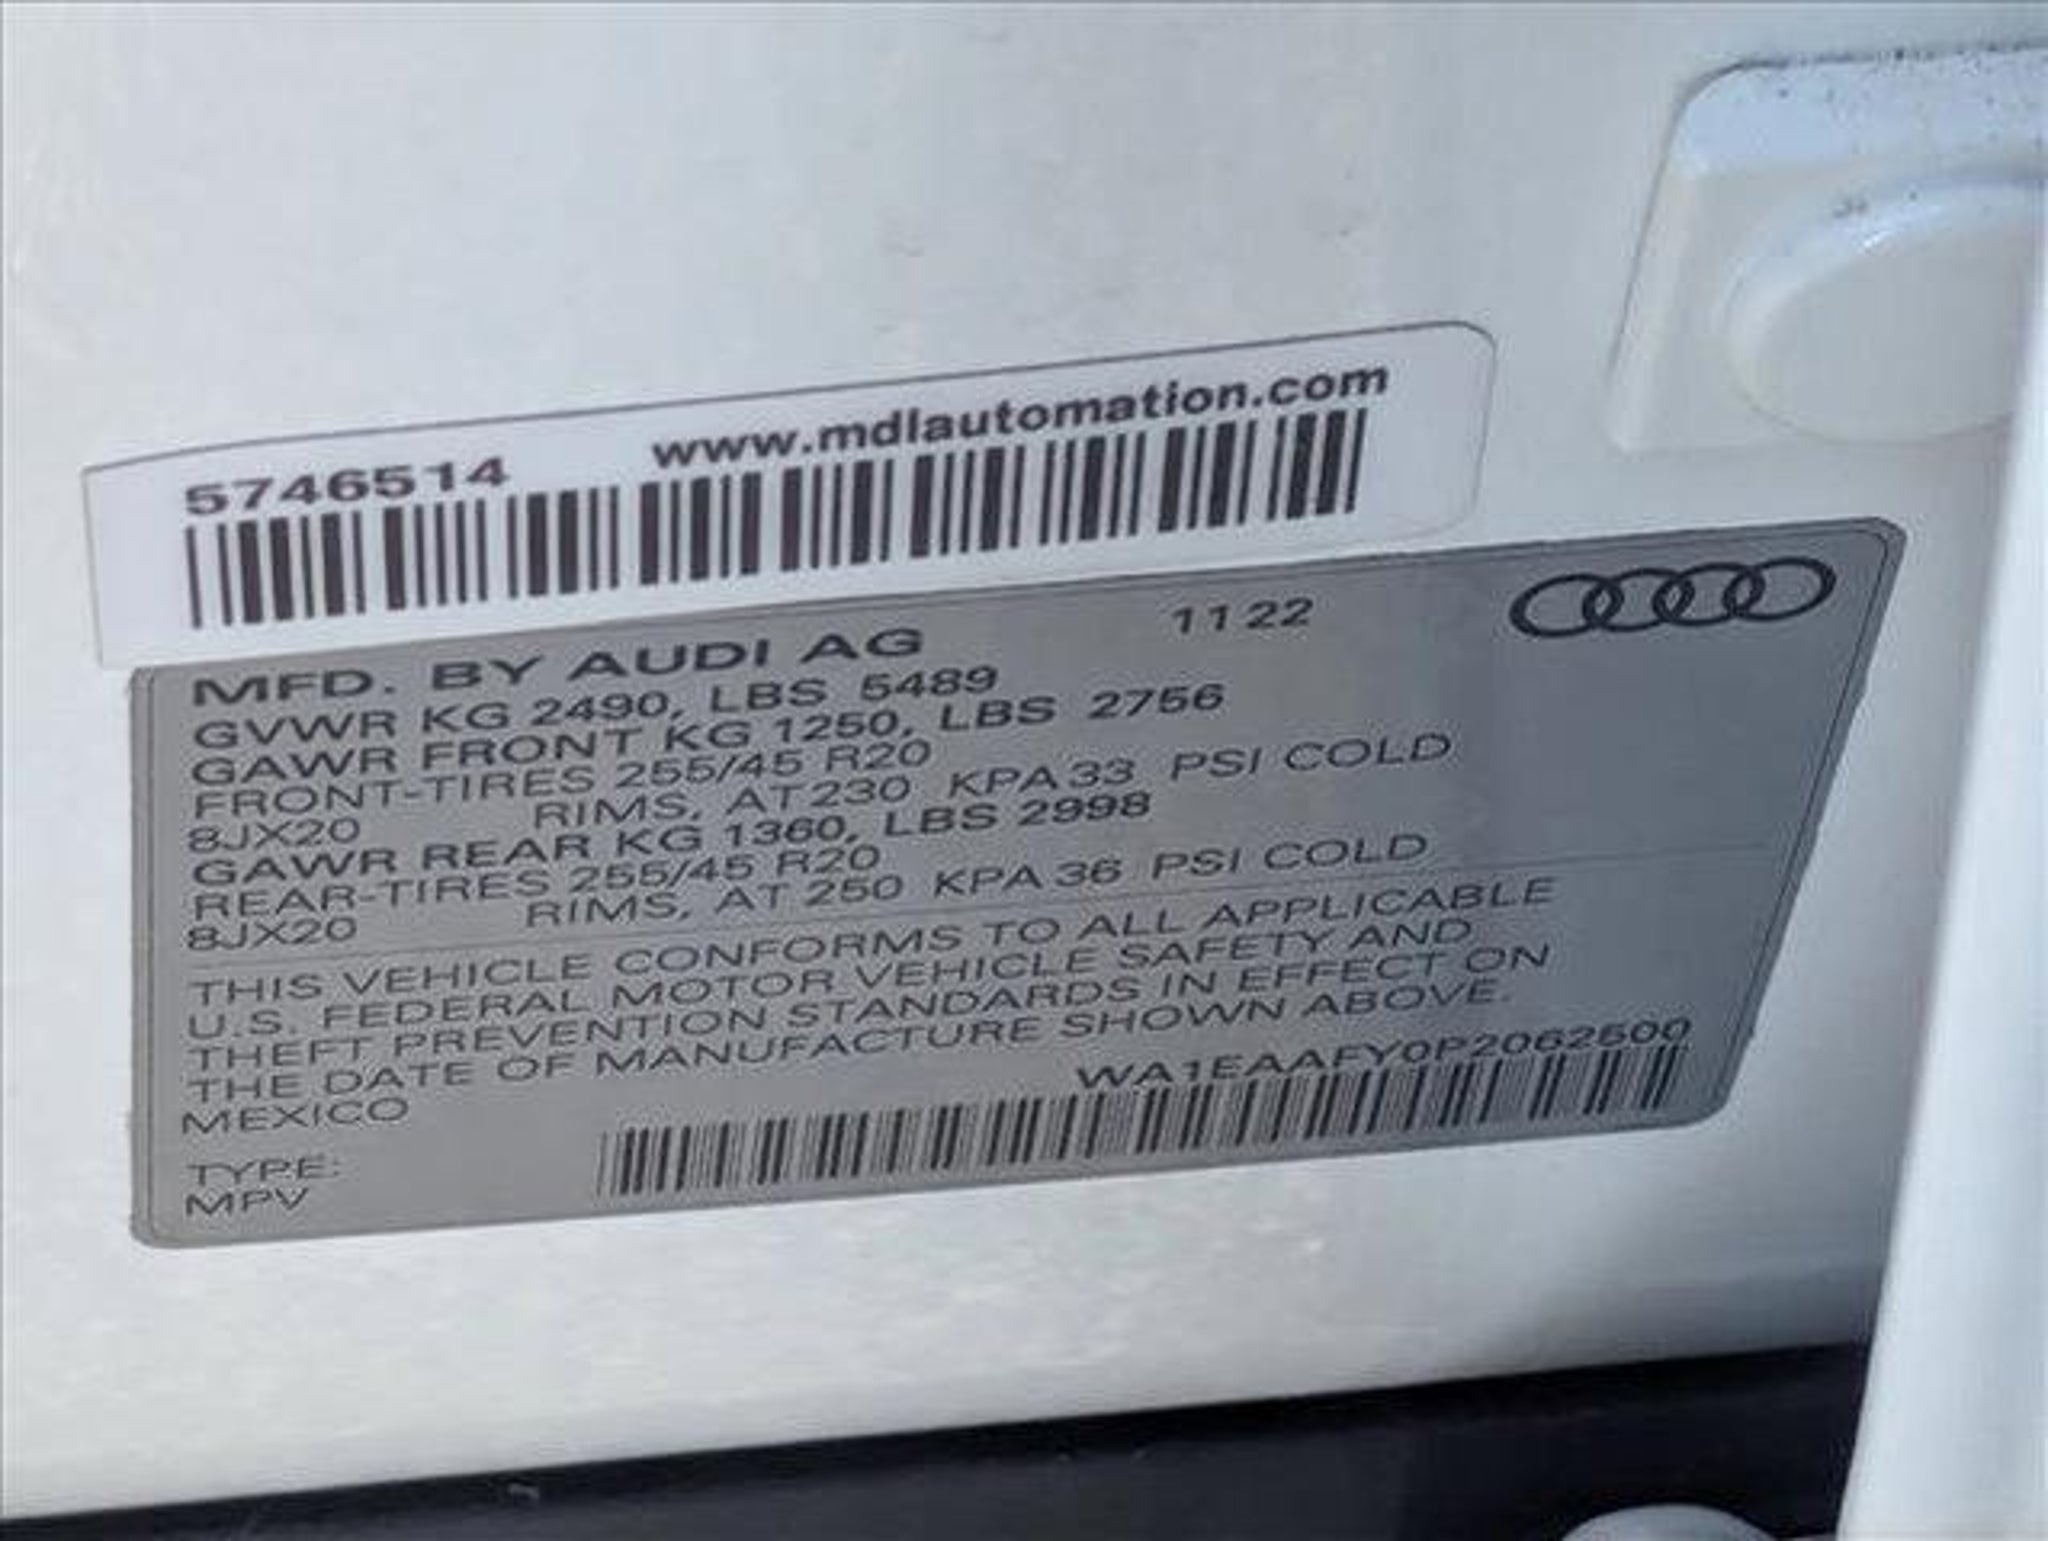 5746514 www.mdlautomation.com
MFD. BY AUDI AG 11 22
GVWR KG 2490, LBS 5489
GAWR FRONT KG 1250, LBS 2756
FRONT-TIRES 255/45 R20
8JX20 RIMS, AT 230 KPA 33 PSI COLD
GAWR REAR KG 1360, LBS 2998
REAR-TIRES 255/45 R20
8JX20 RIMS, AT 250 KPA 36 PSI COLD
THIS VEHICLE CONFORMS TO ALL APPLICABLE
U.S. FEDERAL MOTOR VEHICLE SAFETY AND
THEFT PREVENTION STANDARDS IN EFFECT ON
THE DATE OF MANUFACTURE SHOWN ABOVE.
MEXICO WA1EAAFY0P2062500
TYPE:
MPV